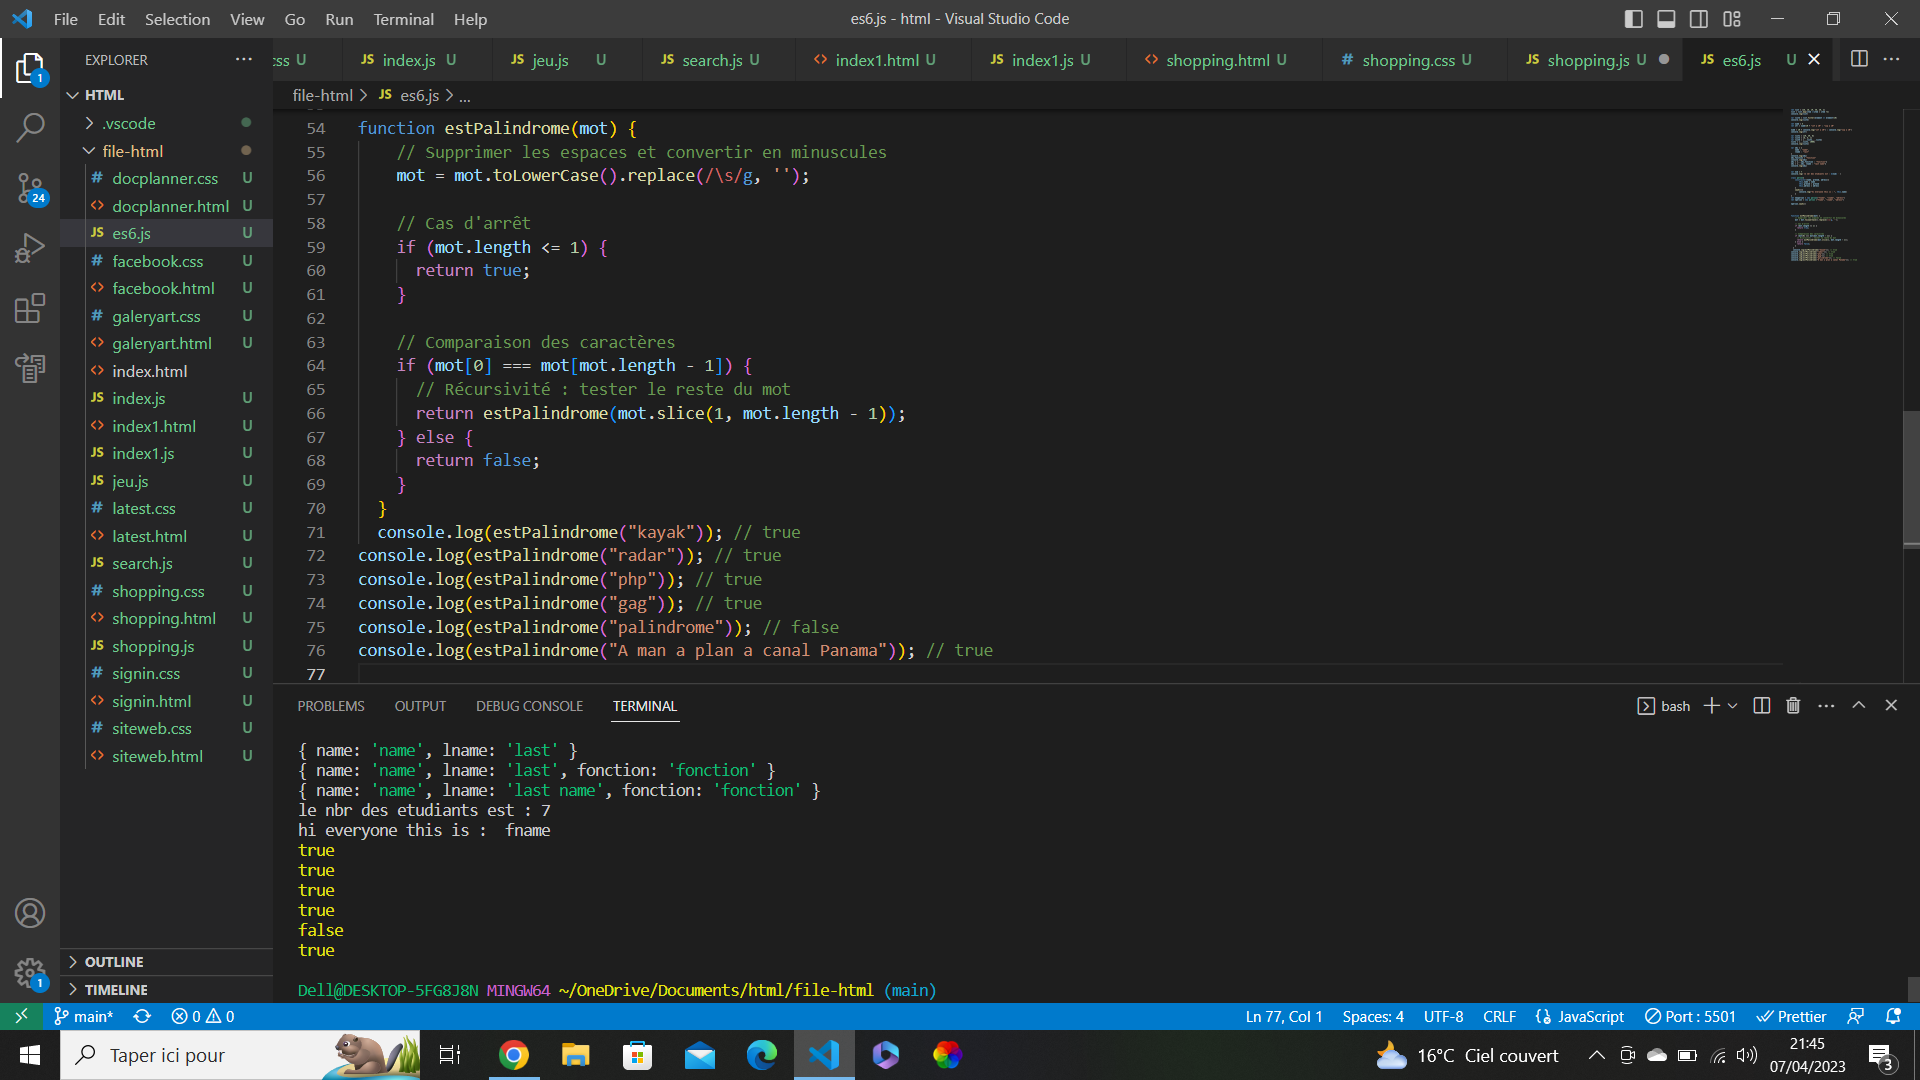 File Edit Selection View Go Run Terminal Help
es6.js - html - Visual Studio Code
EXPLORER
css U
JS index.js U
JS jeu.js U
JS search.js U
<> index1.html U
JS index1.js U
<> shopping.html U
# shopping.css U
JS shopping.js U
JS es6.js U
file-html > JS es6.js > ...
HTML
.vscode
file-html
# docplanner.css U
<> docplanner.html U
JS es6.js U
# facebook.css U
<> facebook.html U
# galeryart.css U
<> galeryart.html U
<> index.html
JS index.js U
<> index1.html U
JS index1.js U
JS jeu.js U
# latest.css U
<> latest.html U
JS search.js U
# shopping.css U
<> shopping.html U
JS shopping.js U
# signin.css U
<> signin.html U
# siteweb.css U
<> siteweb.html U
OUTLINE
TIMELINE
1
24
1
54 function estPalindrome(mot) {
55 // Supprimer les espaces et convertir en minuscules
56 mot = mot.toLowerCase().replace(/\s/g, '');
57
58 // Cas d'arrêt
59 if (mot.length <= 1) {
60 return true;
61 }
62
63 // Comparaison des caractères
64 if (mot[0] === mot[mot.length - 1]) {
65 // Récursivité : tester le reste du mot
66 return estPalindrome(mot.slice(1, mot.length - 1));
67 } else {
68 return false;
69 }
70 }
71 console.log(estPalindrome("kayak")); // true
72 console.log(estPalindrome("radar")); // true
73 console.log(estPalindrome("php")); // true
74 console.log(estPalindrome("gag")); // true
75 console.log(estPalindrome("palindrome")); // false
76 console.log(estPalindrome("A man a plan a canal Panama")); // true
77
PROBLEMS OUTPUT DEBUG CONSOLE TERMINAL
bash
{ name: 'name', lname: 'last' }
{ name: 'name', lname: 'last', fonction: 'fonction' }
{ name: 'name', lname: 'last name', fonction: 'fonction' }
le nbr des etudiants est : 7
hi everyone this is :  fname
true
true
true
true
false
true
Dell@DESKTOP-5FG8J8N MINGW64 ~/OneDrive/Documents/html/file-html (main)
main* 0 0
Ln 77, Col 1 Spaces: 4 UTF-8 CRLF {} JavaScript Port : 5501 Prettier
Taper ici pour
16°C Ciel couvert
21:45
07/04/2023
3